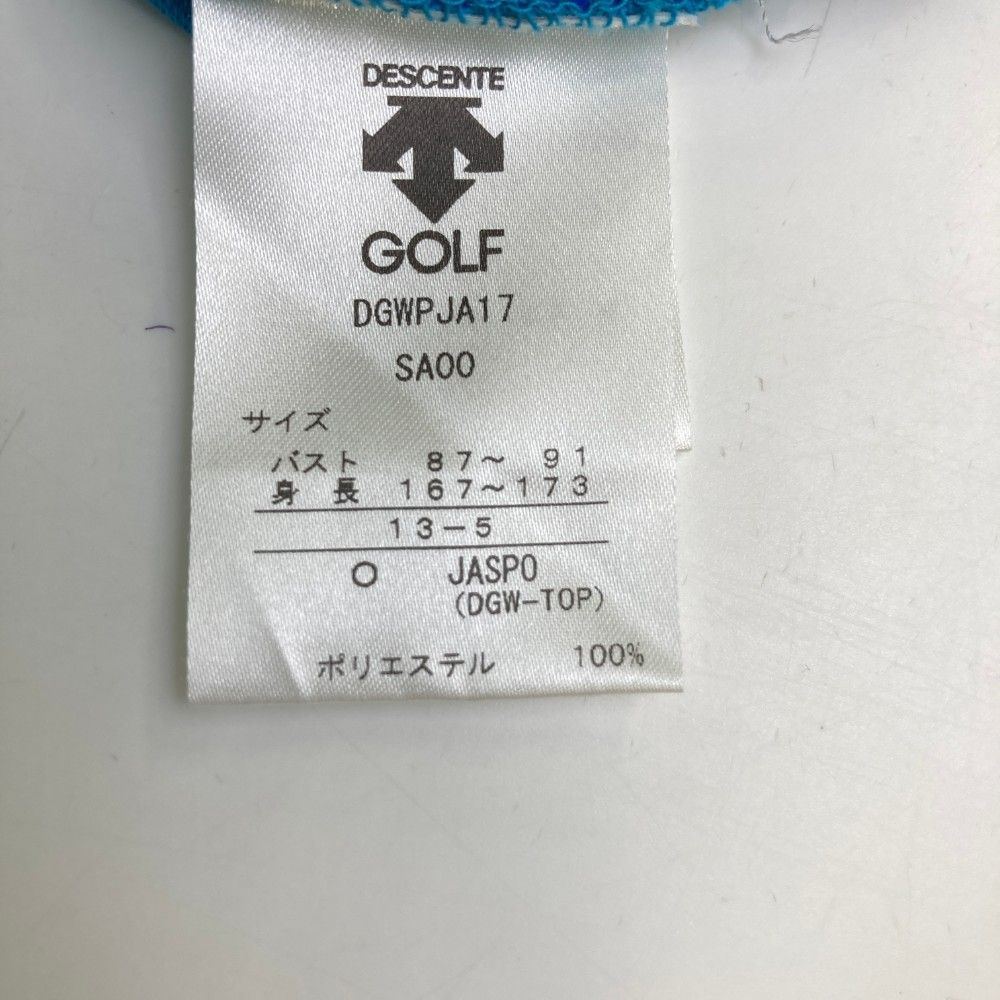 DESCENTE
GOLF
DGWPJA17
SA00
サイズ
バスト 87～ 91
身 長 167～173
13-5
O JASPO
(DGW-TOP)
ポリエステル 100%